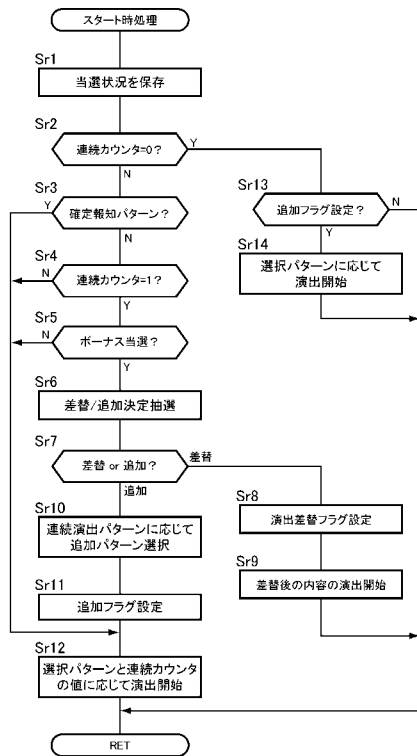 スタート時処理
Sr1
当選状況を保存
Sr2
連続カウンタ=0?
Y
N
Sr3
Y
確定報知パターン?
N
Sr13
追加フラグ設定?
N
Y
Sr14
選択パターンに応じて
演出開始
Sr4
N
連続カウンタ=1?
Y
Sr5
N
ボーナス当選?
Y
Sr6
差替/追加決定抽選
Sr7
差替 or 追加?
差替
追加
Sr8
演出差替フラグ設定
Sr9
差替後の内容の演出開始
Sr10
連続演出パターンに応じて
追加パターン選択
Sr11
追加フラグ設定
Sr12
選択パターンと連続カウンタ
の値に応じて演出開始
RET